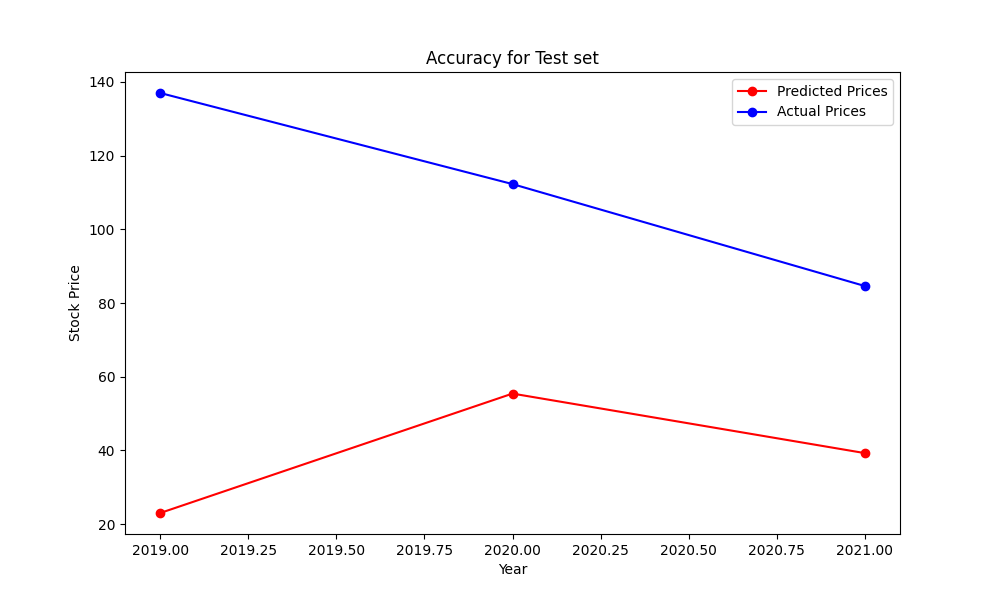 Accuracy for Test set
Predicted Prices
Actual Prices
Stock Price
140
120
100
80
60
40
20
2019.00 2019.25 2019.50 2019.75 2020.00 2020.25 2020.50 2020.75 2021.00
Year